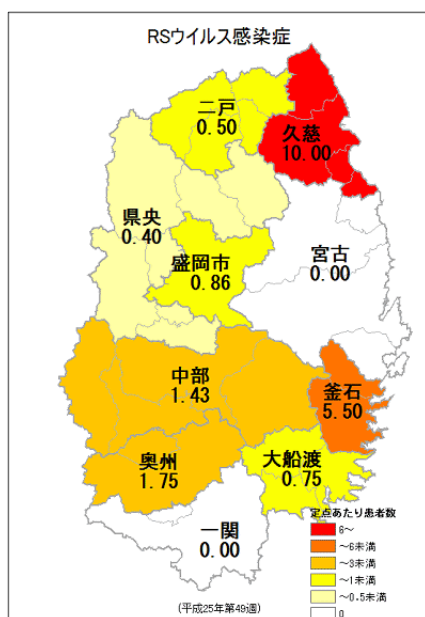 RSウイルス感染症
二戸
0.50
久慈
10.00
県央
0.40
盛岡市
0.86
宮古
0.00
中部
1.43
釜石
5.50
奥州
1.75
大船渡
0.75
一関
0.00
定点あたり患者数
6～
～6未満
～3未満
～1未満
～0.5未満
0
(平成25年第49週)